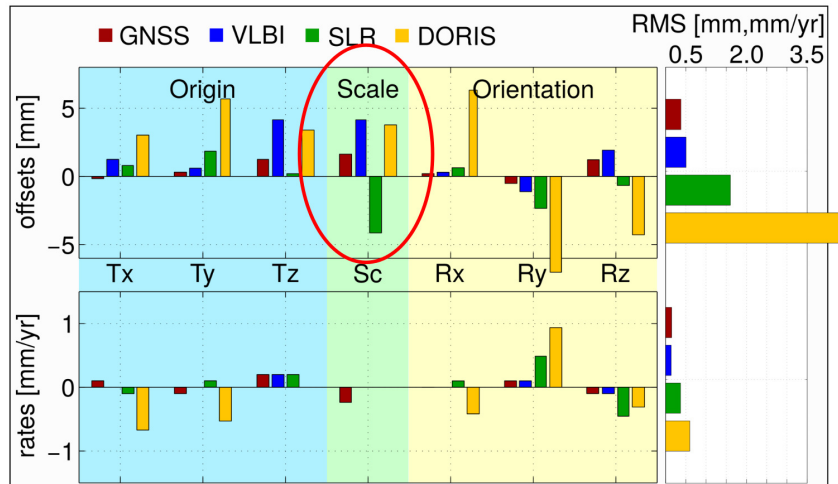 GNSS VLBI SLR DORIS
RMS [mm,mm/yr]
0.5 2.0 3.5
Origin Scale Orientation
offsets [mm]
5
0
−5
Tx Ty Tz Sc Rx Ry Rz
rates [mm/yr]
1
0
−1